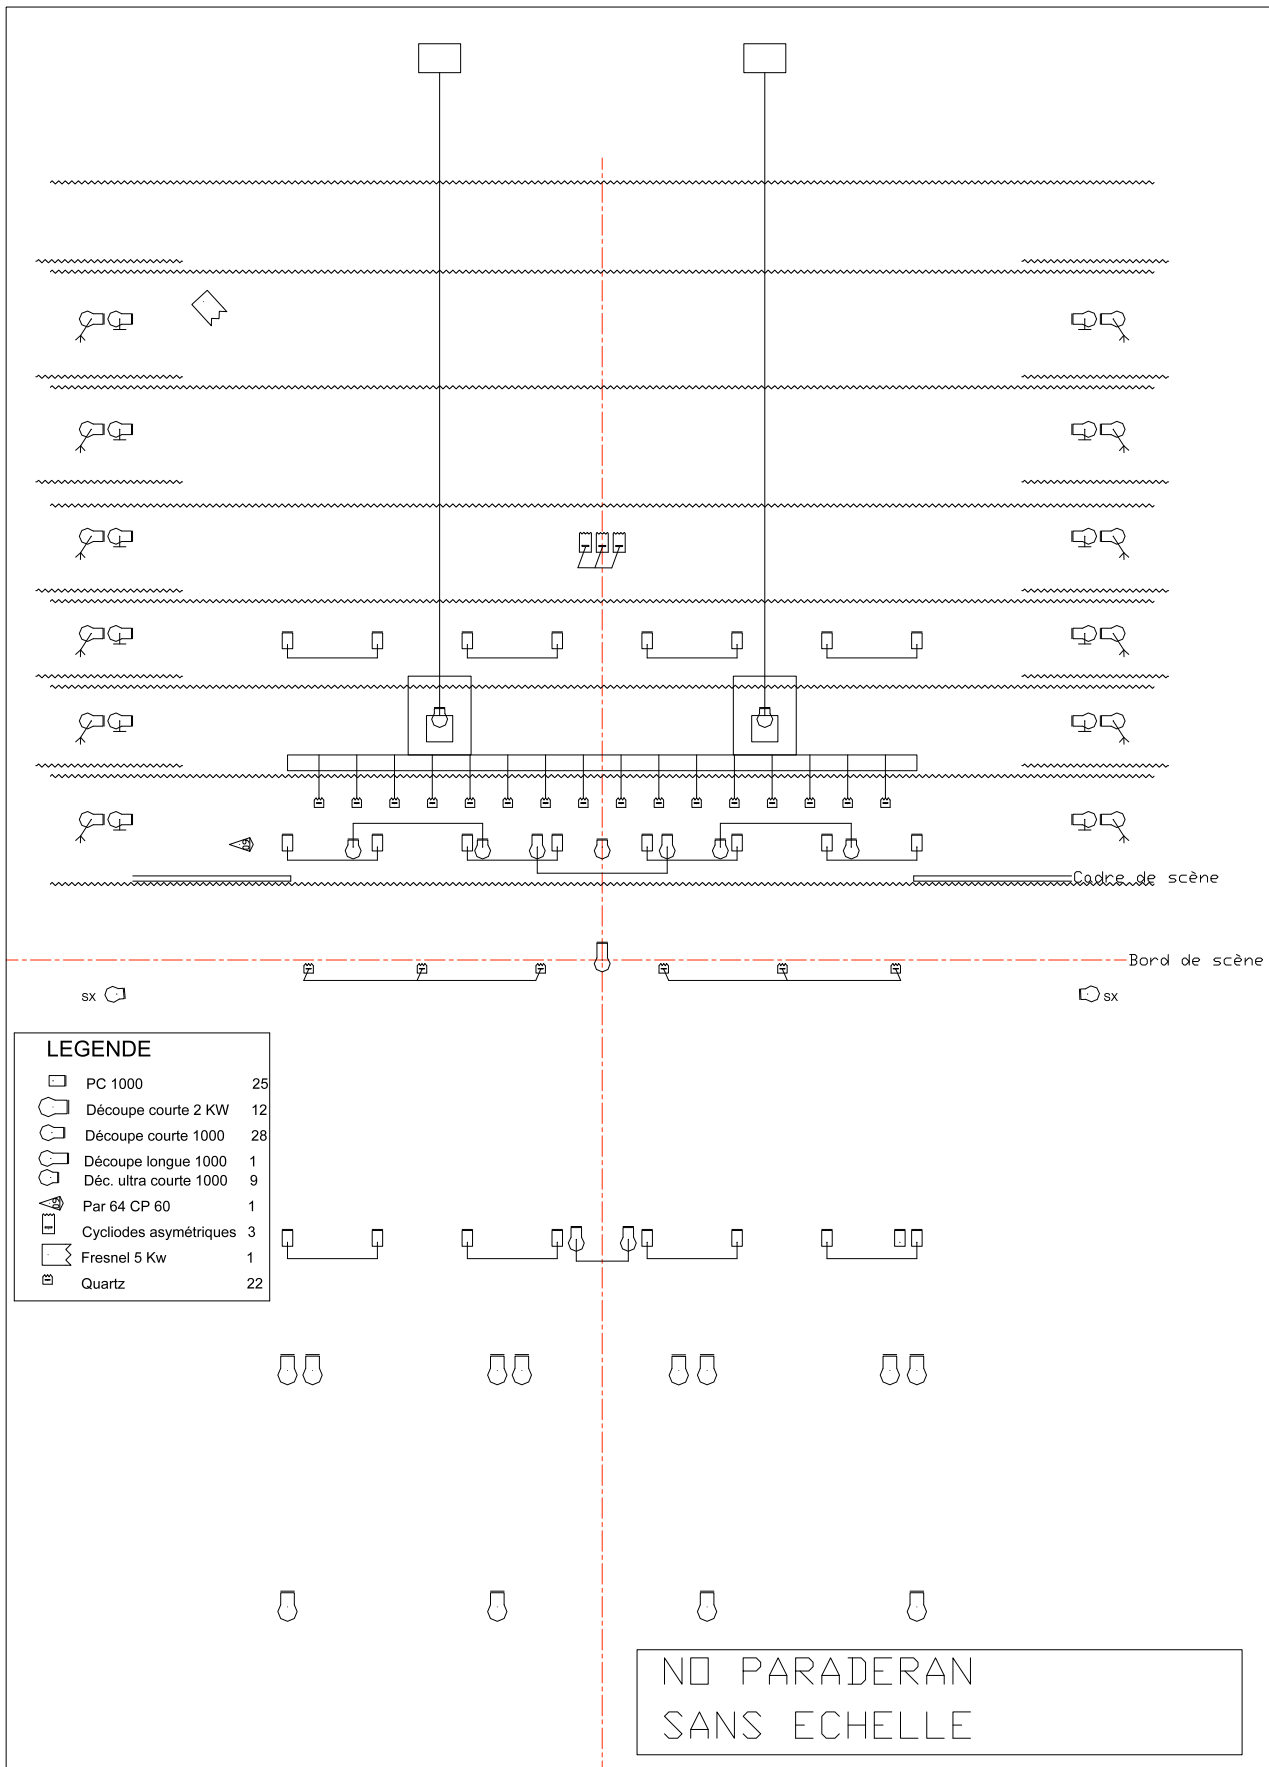 Cadre de scène
Bord de scène
sx
sx
LEGENDE
PC 1000 25
Découpe courte 2 KW 12
Découpe courte 1000 28
Découpe longue 1000 1
Déc. ultra courte 1000 9
Par 64 CP 60 1
Cycliodes asymétriques 3
Fresnel 5 Kw 1
Quartz 22
NO PARADERAN
SANS ECHELLE